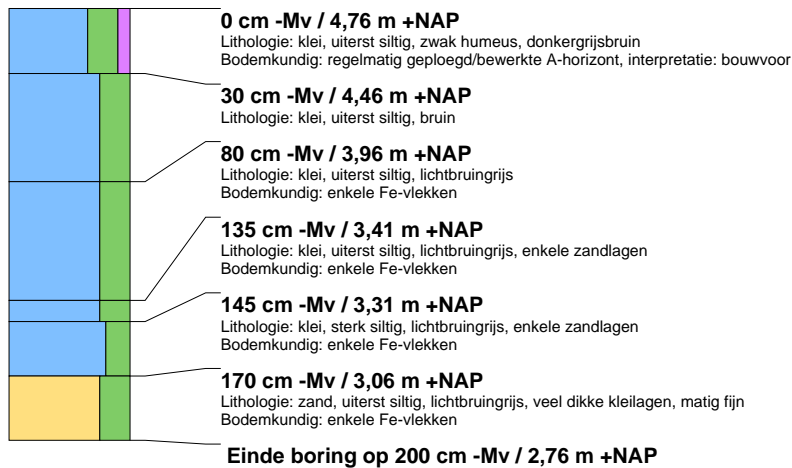 0 cm -Mv / 4,76 m +NAP
Lithologie: klei, uiterst siltig, zwak humeus, donkergrijsbruin
Bodemkundig: regelmatig geploegd/bewerkte A-horizont, interpretatie: bouwvoor
30 cm -Mv / 4,46 m +NAP
Lithologie: klei, uiterst siltig, bruin
80 cm -Mv / 3,96 m +NAP
Lithologie: klei, uiterst siltig, lichtbruingrijs
Bodemkundig: enkele Fe-vlekken
135 cm -Mv / 3,41 m +NAP
Lithologie: klei, uiterst siltig, lichtbruingrijs, enkele zandlagen
Bodemkundig: enkele Fe-vlekken
145 cm -Mv / 3,31 m +NAP
Lithologie: klei, sterk siltig, lichtbruingrijs, enkele zandlagen
Bodemkundig: enkele Fe-vlekken
170 cm -Mv / 3,06 m +NAP
Lithologie: zand, uiterst siltig, lichtbruingrijs, veel dikke kleilagen, matig fijn
Bodemkundig: enkele Fe-vlekken
Einde boring op 200 cm -Mv / 2,76 m +NAP